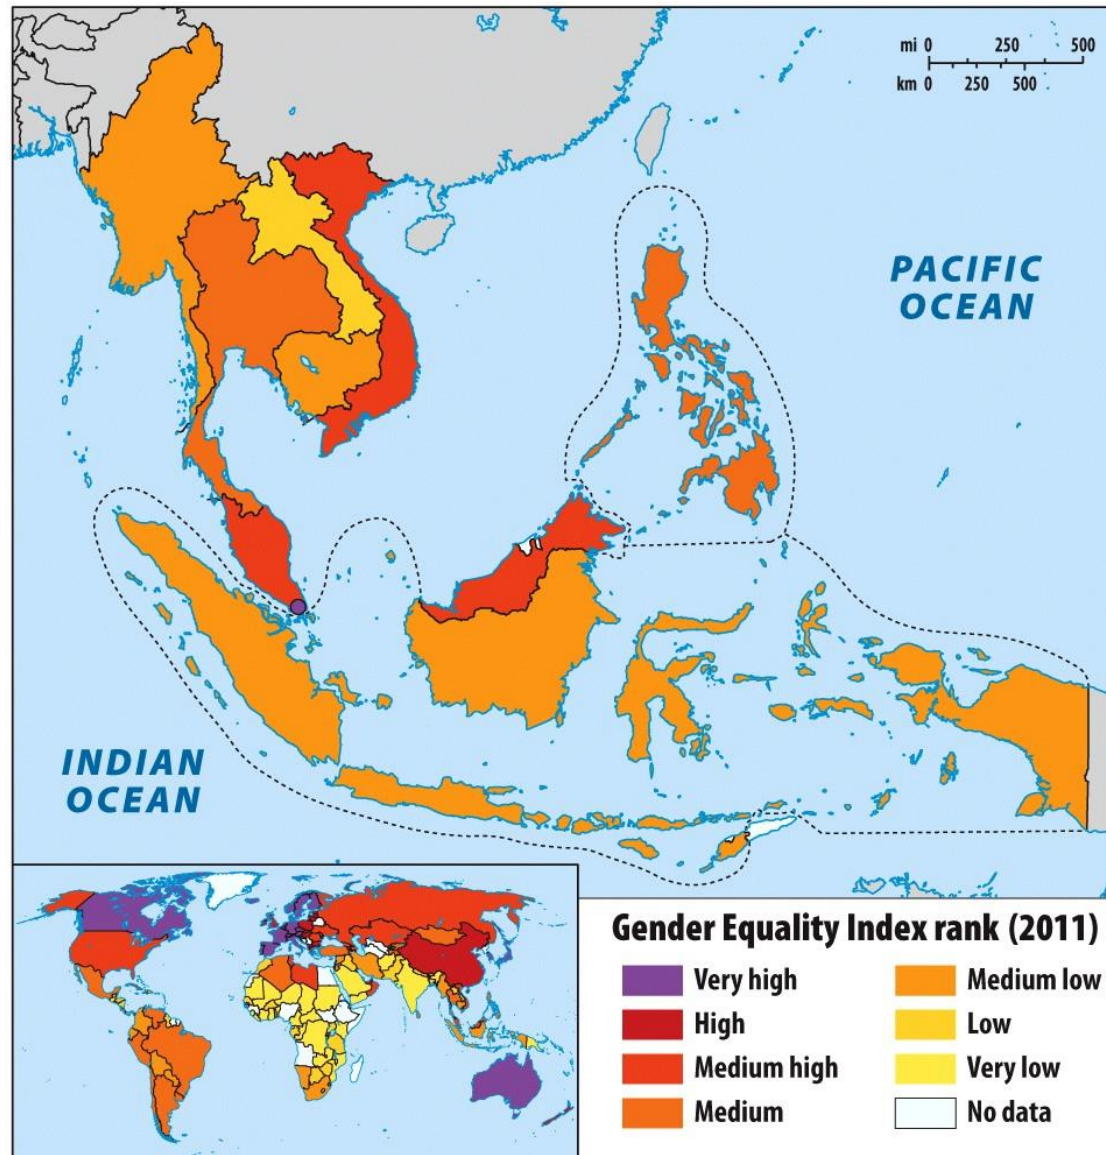 mi 0 250 500
km 0 250 500
PACIFIC
OCEAN
INDIAN
OCEAN
Gender Equality Index rank (2011)
Very high
High
Medium high
Medium
Medium low
Low
Very low
No data